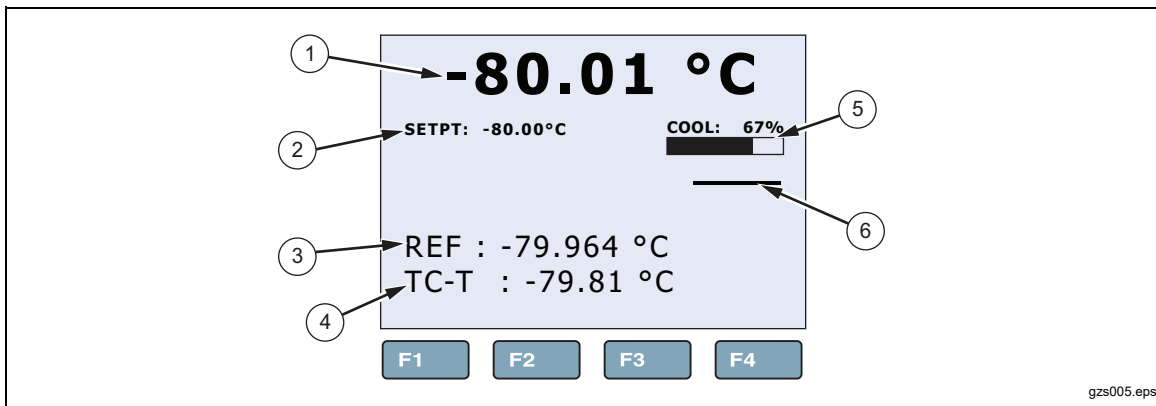 1
-80.01 °C
2
SETPT: -80.00°C
COOL: 67%
5
6
3
REF : -79.964 °C
4
TC-T : -79.81 °C
F1 F2 F3 F4
gzs005.eps